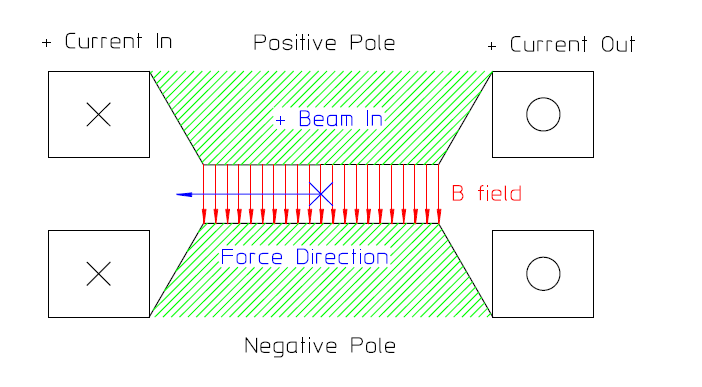 + Current In
Positive Pole
+ Current Out
+ Beam In
B field
Force Direction
Negative Pole